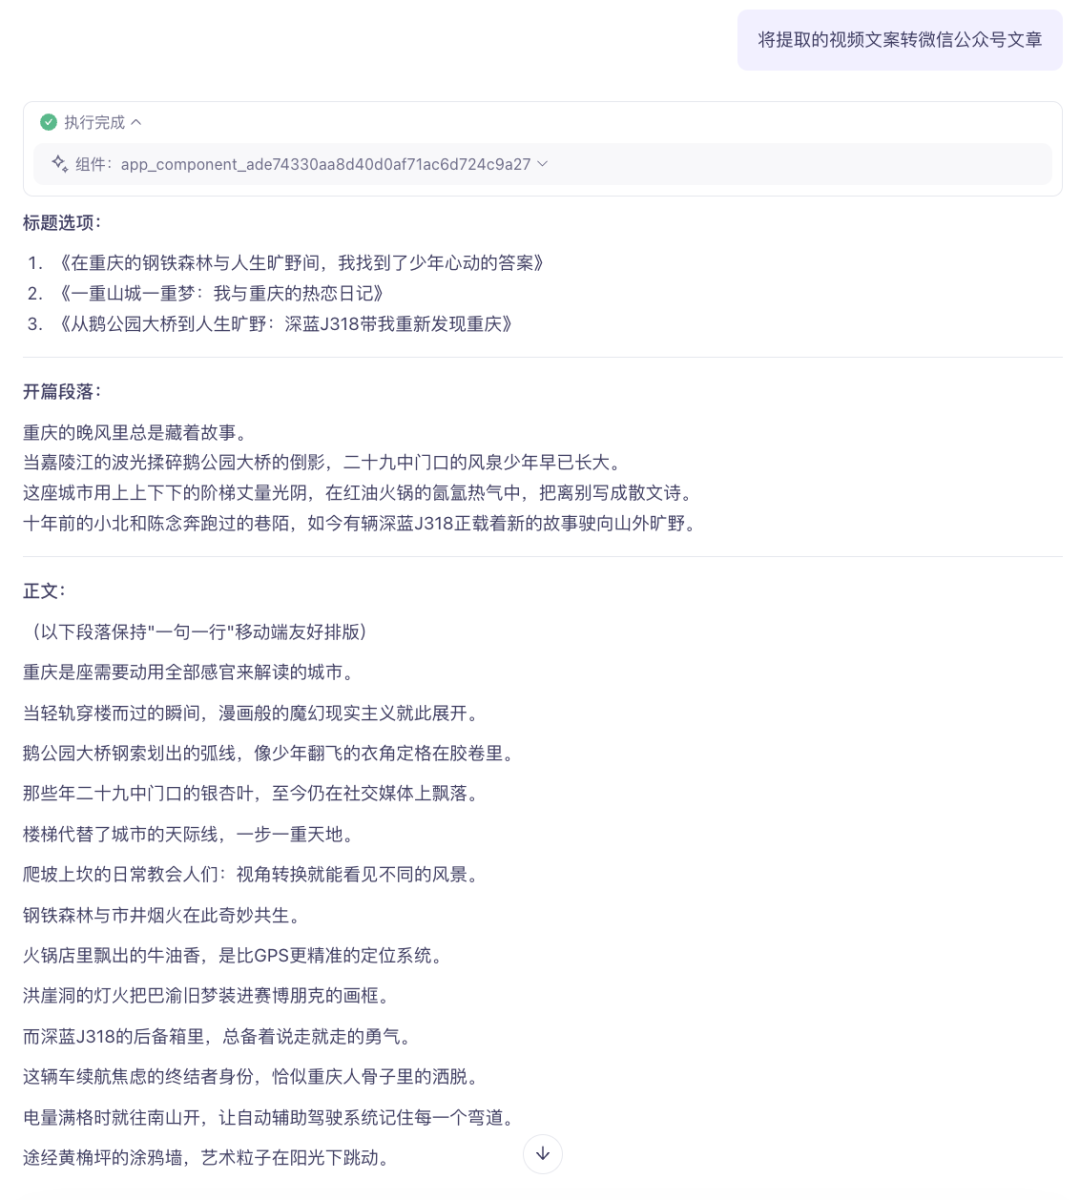 将提取的视频文案转微信公众号文章
执行完成
组件：app_component_ade74330aa8d40d0af71ac6d724c9a27
标题选项：
1. 《在重庆的钢铁森林与人生旷野间，我找到了少年心动的答案》
2. 《一重山城一重梦：我与重庆的热恋日记》
3. 《从鹅公园大桥到人生旷野：深蓝J318带我重新发现重庆》
开篇段落：
重庆的晚风里总是藏着故事。
当嘉陵江的波光揉碎鹅公园大桥的倒影，二十九中门口的风泉少年早已长大。
这座城市用上上下下的阶梯丈量光阴，在红油火锅的氤氲热气中，把离别写成散文诗。
十年前的小北和陈念奔跑过的巷陌，如今有辆深蓝J318正载着新的故事驶向山外旷野。
正文：
（以下段落保持"一句一行"移动端友好排版）
重庆是座需要动用全部感官来解读的城市。
当轻轨穿楼而过的瞬间，漫画般的魔幻现实主义就此展开。
鹅公园大桥钢索划出的弧线，像少年翻飞的衣角定格在胶卷里。
那些年二十九中门口的银杏叶，至今仍在社交媒体上飘落。
楼梯代替了城市的天际线，一步一重天地。
爬坡上坎的日常教会人们：视角转换就能看见不同的风景。
钢铁森林与市井烟火在此奇妙共生。
火锅店里飘出的牛油香，是比GPS更精准的定位系统。
洪崖洞的灯火把巴渝旧梦装进赛博朋克的画框。
而深蓝J318的后备箱里，总备着说走就走的勇气。
这辆车续航焦虑的终结者身份，恰似重庆人骨子里的洒脱。
电量满格时就往南山开，让自动辅助驾驶系统记住每一个弯道。
途经黄桷坪的涂鸦墙，艺术粒子在阳光下跳动。